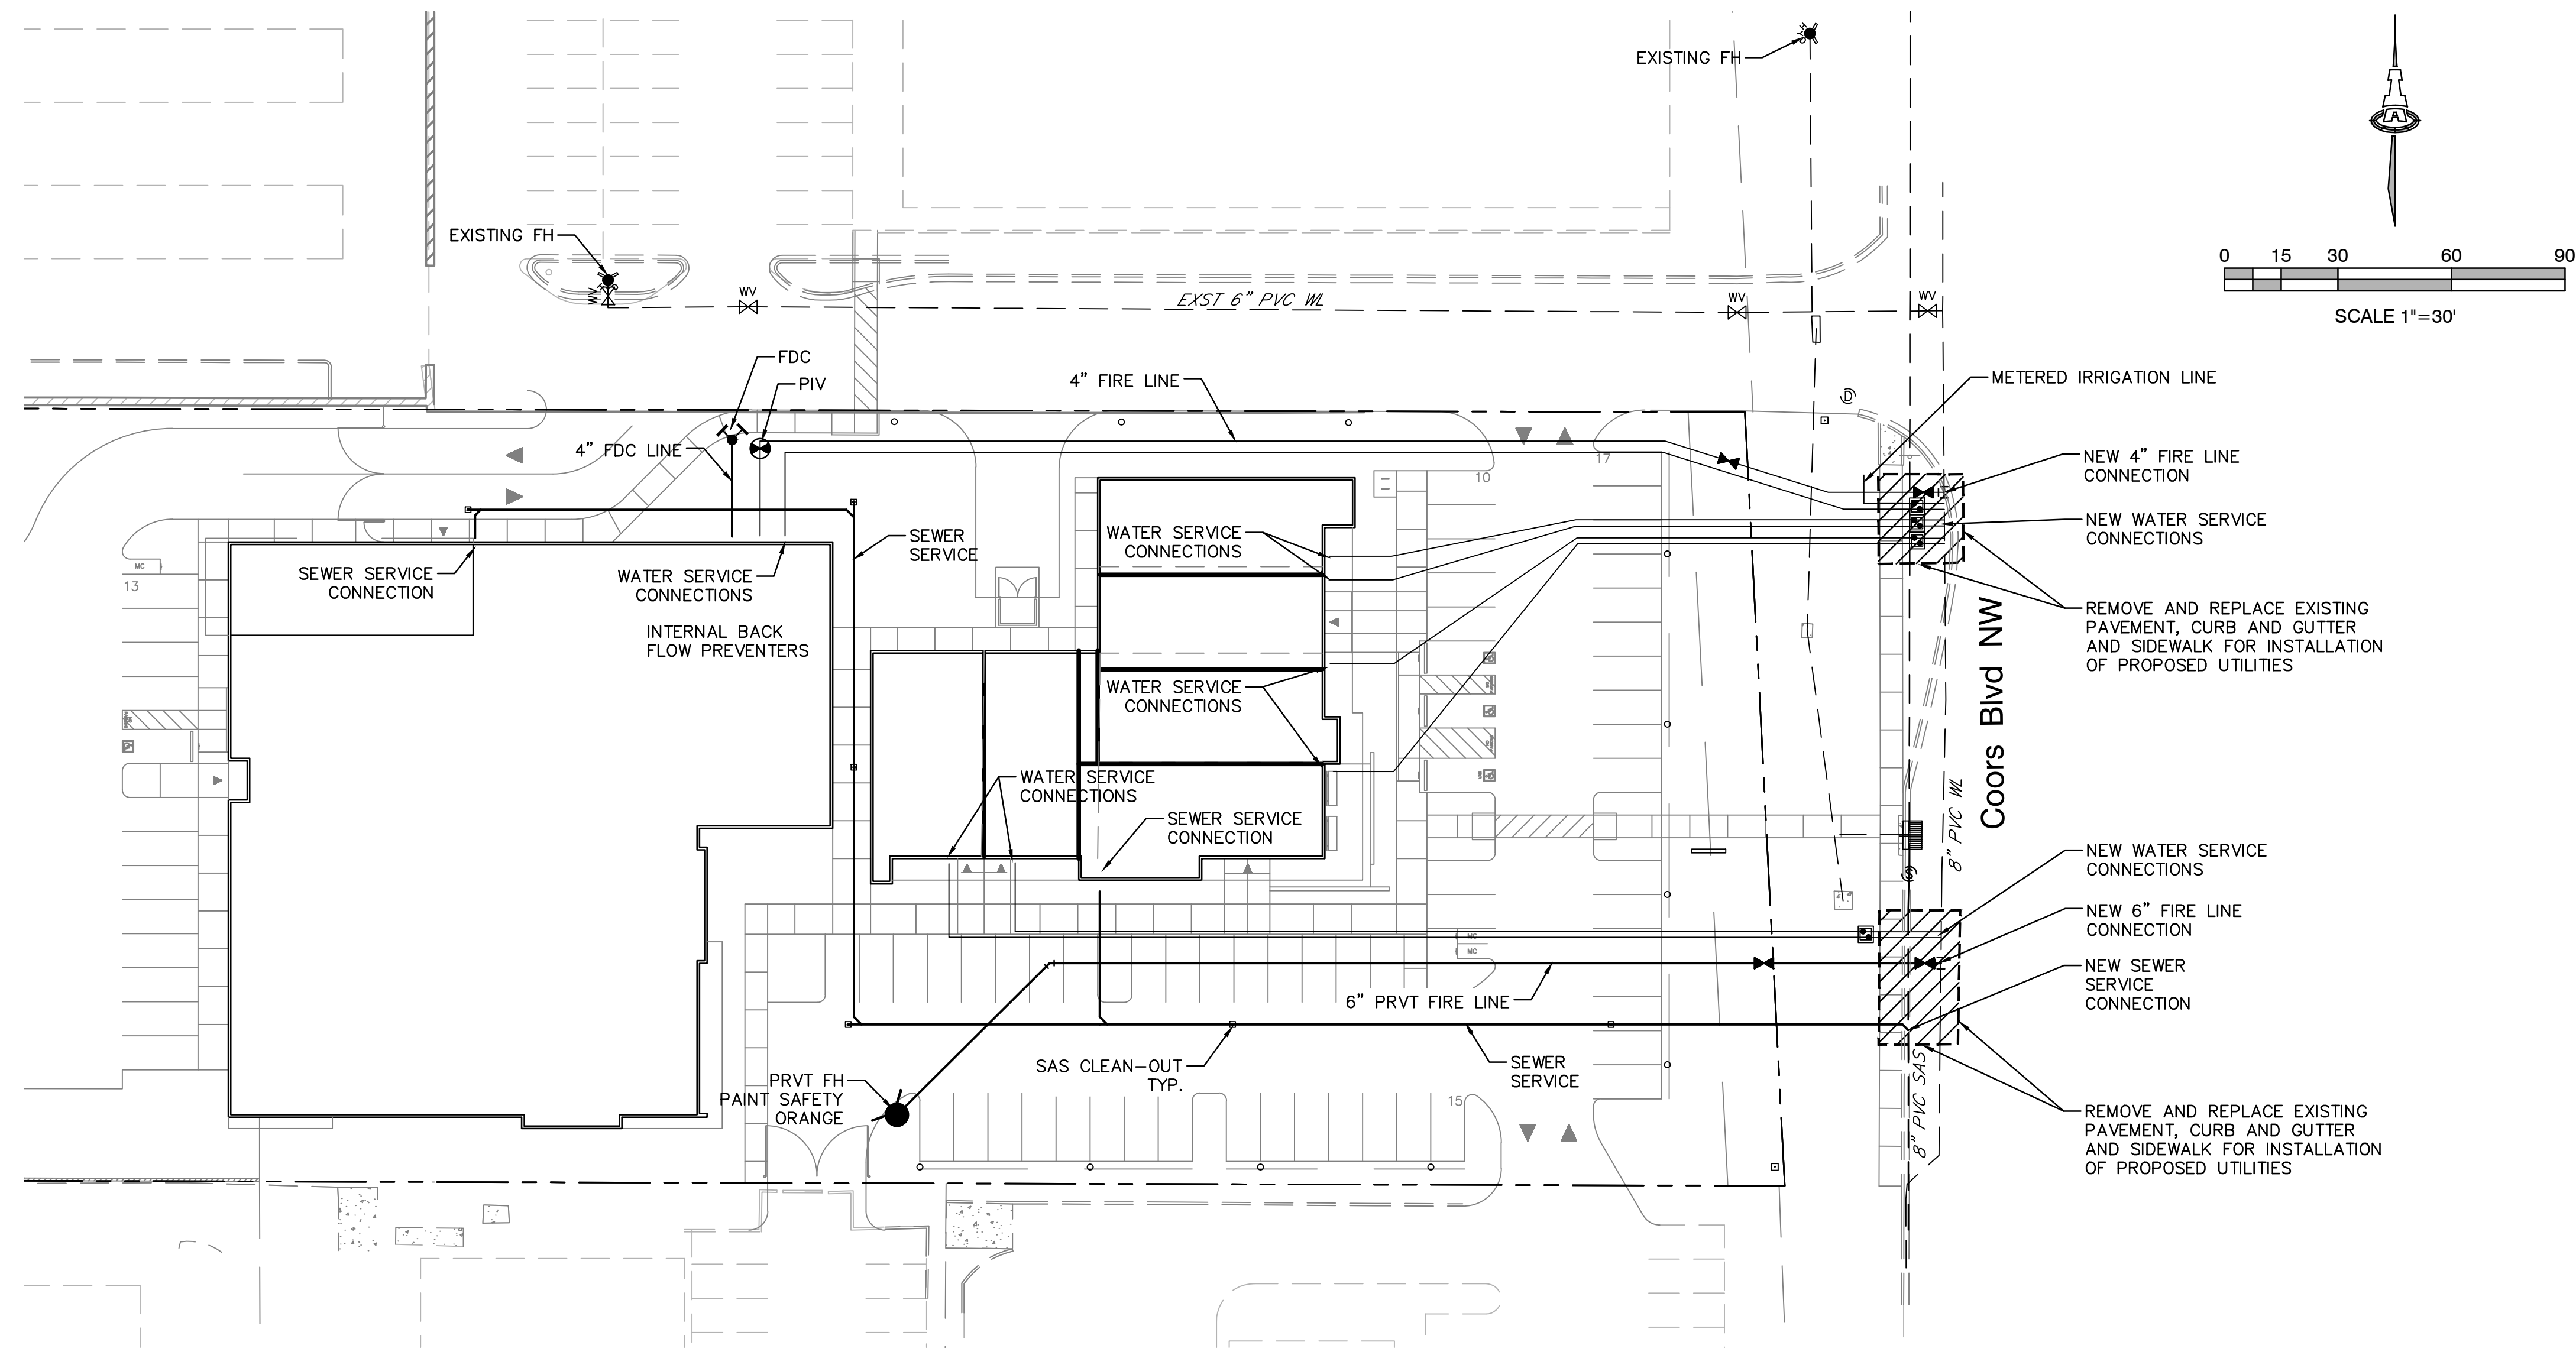 EXISTING FH
EXISTING FH
WV
WV
WV
WV
EXST 6” PVC WL
0 15 30 60 90
SCALE 1"=30'
FDC
PIV
4” FIRE LINE
4” FDC LINE
METERED IRRIGATION LINE
NEW 4” FIRE LINE
CONNECTION
NEW WATER SERVICE
CONNECTIONS
17
10
13
MC
SEWER SERVICE
CONNECTION
WATER SERVICE
CONNECTIONS
SEWER
SERVICE
WATER SERVICE
CONNECTIONS
INTERNAL BACK
FLOW PREVENTERS
REMOVE AND REPLACE EXISTING
PAVEMENT, CURB AND GUTTER
AND SIDEWALK FOR INSTALLATION
OF PROPOSED UTILITIES
Coors Blvd NW
WATER SERVICE
CONNECTIONS
WATER SERVICE
CONNECTIONS
SEWER SERVICE
CONNECTION
8” PVC WL
NEW WATER SERVICE
CONNECTIONS
NEW 6” FIRE LINE
CONNECTION
NEW SEWER
SERVICE
CONNECTION
MC
MC
6” PRVT FIRE LINE
SAS CLEAN-OUT
TYP.
SEWER
SERVICE
PRVT FH
PAINT SAFETY
ORANGE
15
8” PVC SAS
REMOVE AND REPLACE EXISTING
PAVEMENT, CURB AND GUTTER
AND SIDEWALK FOR INSTALLATION
OF PROPOSED UTILITIES
D
S